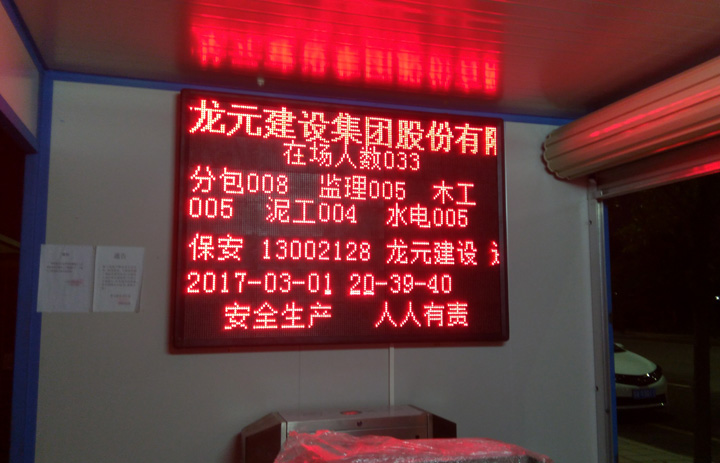 龙元建设集团股份有限
在场人数033
分包008 监理005 木工
005 泥工004 水电005
保安 13002128 龙元建设
2017-03-01 20-39-40
安全生产 人人有责